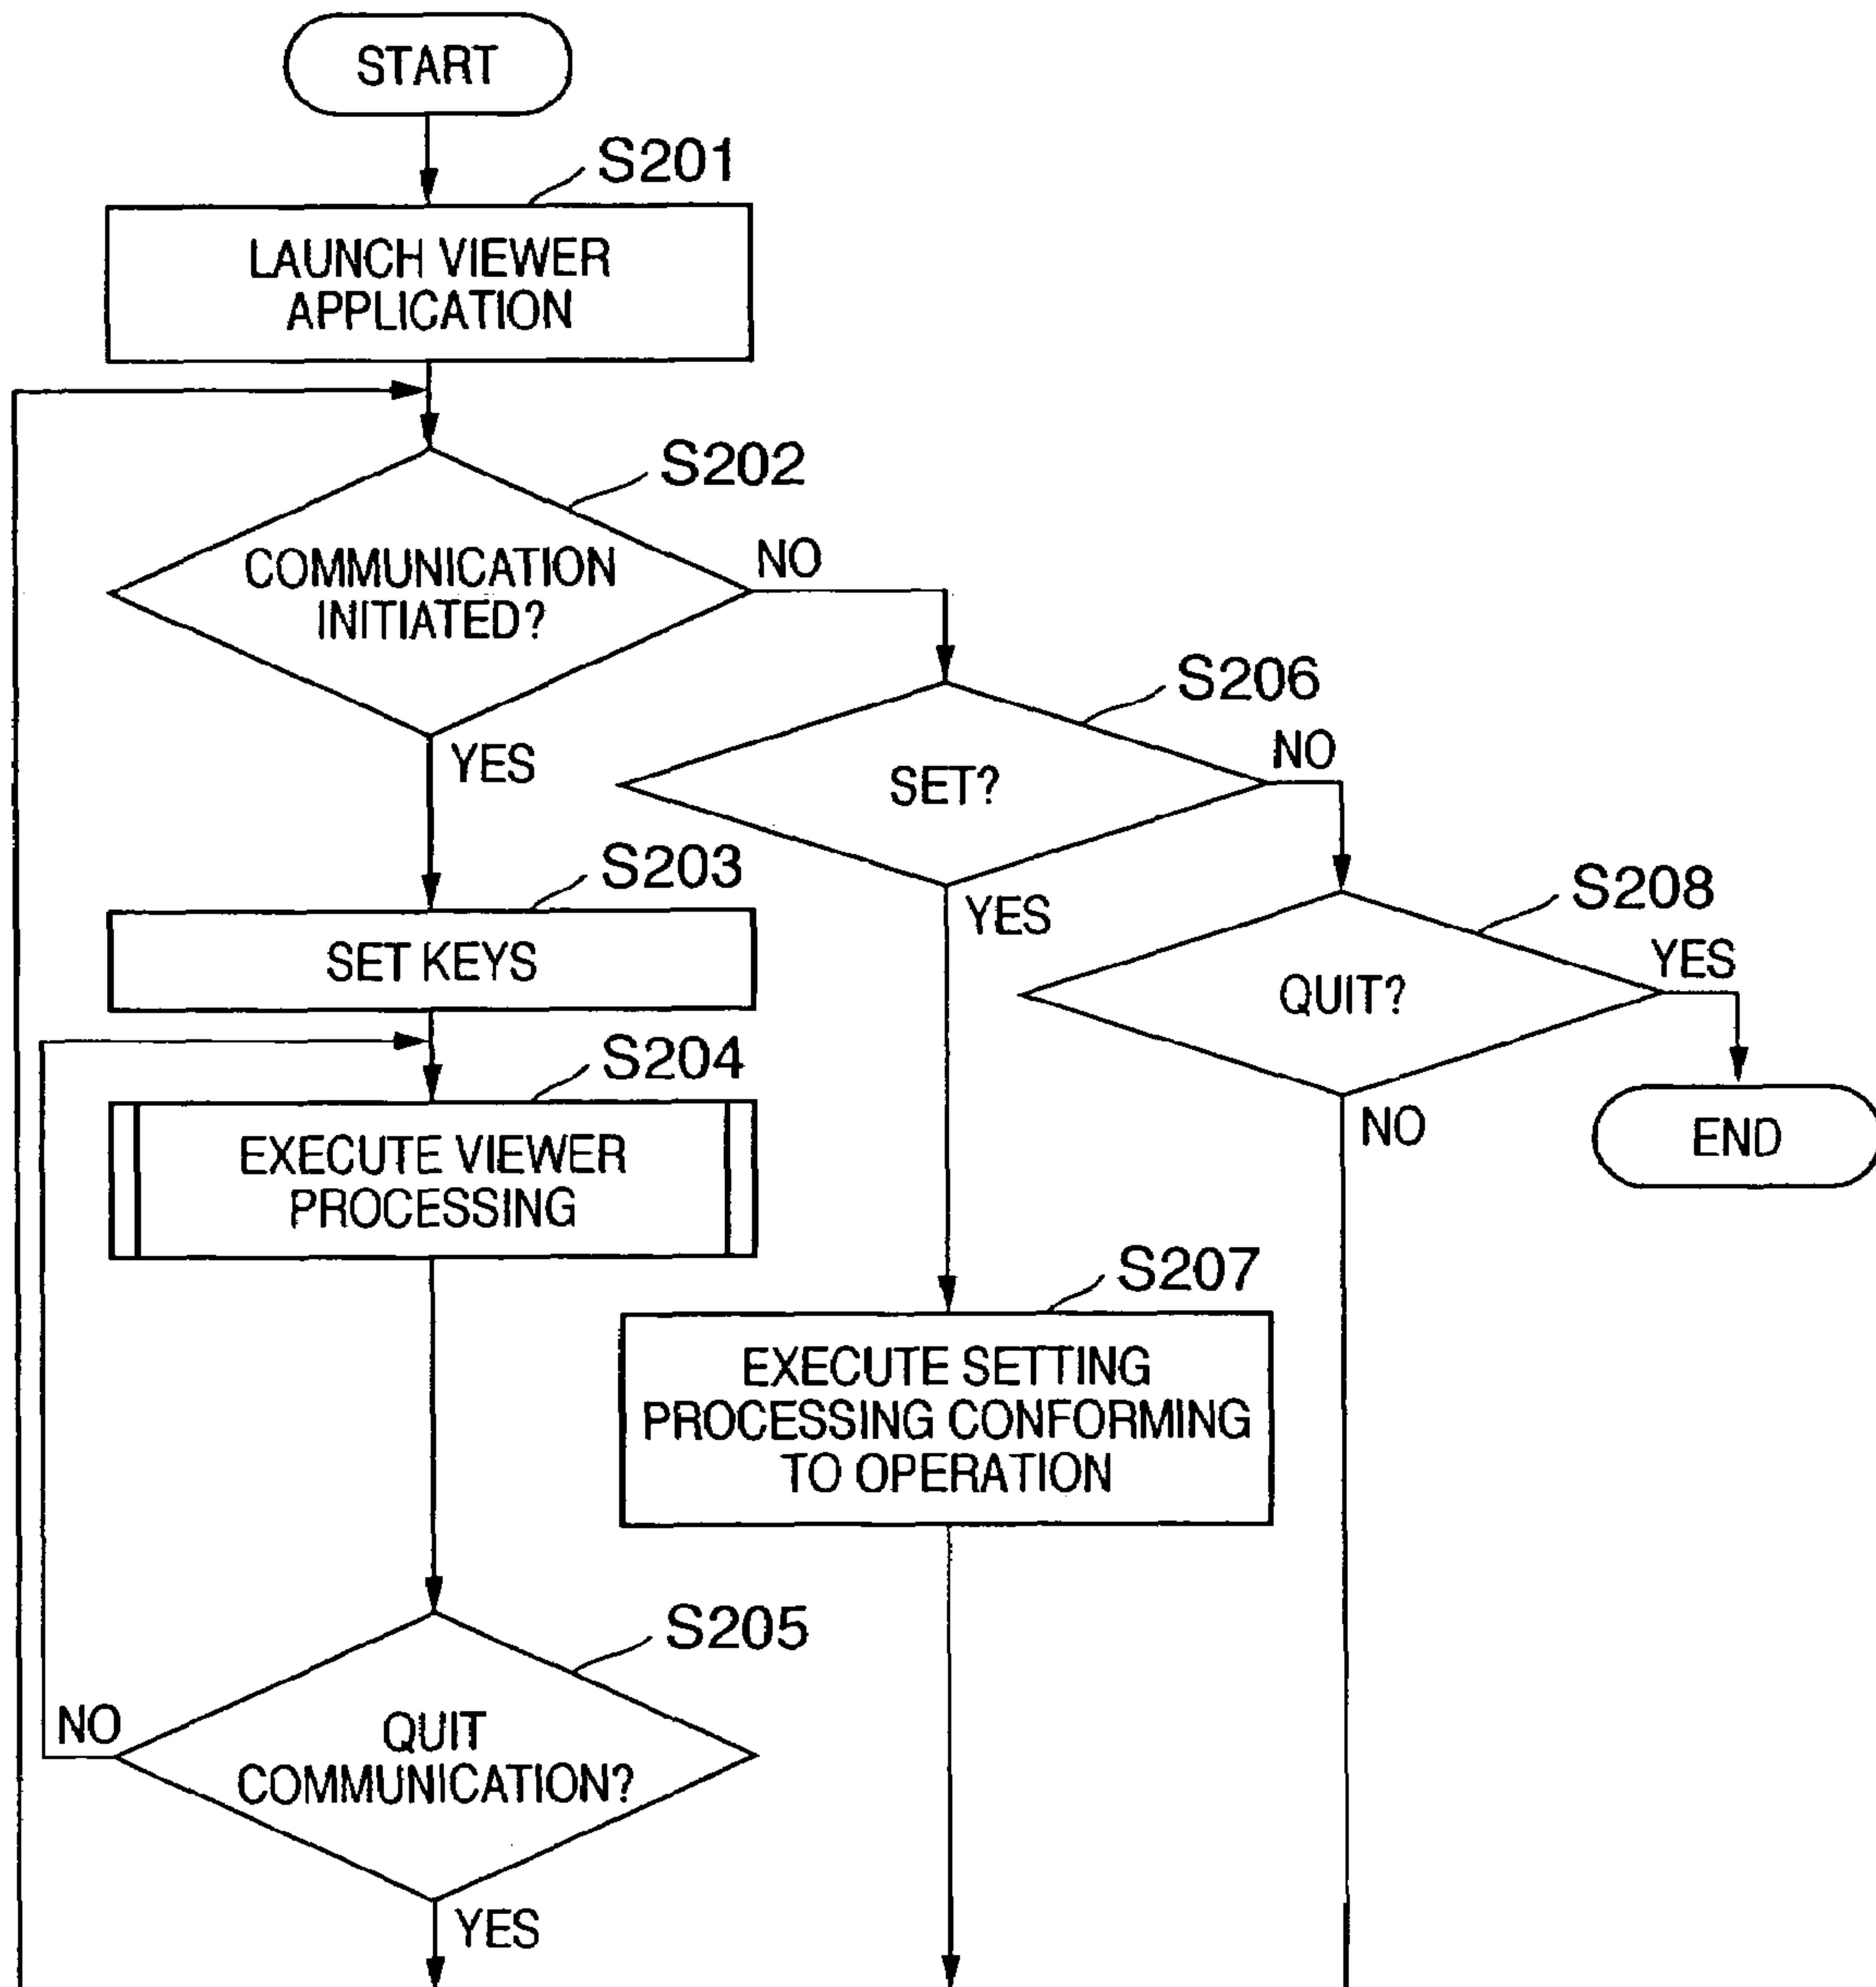 START
S201
LAUNCH VIEWER
APPLICATION
S202
COMMUNICATION
INITIATED?
NO
YES
S206
SET?
NO
YES
S203
SET KEYS
S208
QUIT?
YES
NO
END
S204
EXECUTE VIEWER
PROCESSING
S207
EXECUTE SETTING
PROCESSING CONFORMING
TO OPERATION
S205
QUIT
COMMUNICATION?
NO
YES